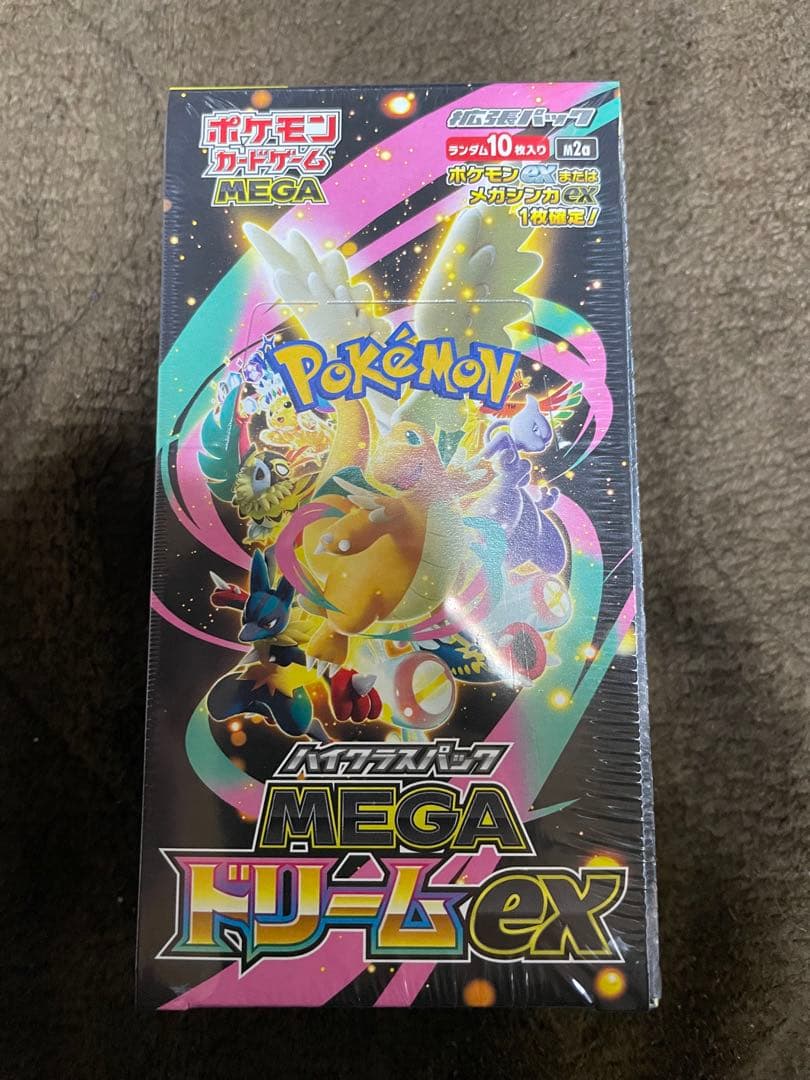 ポケモン
カードゲーム
MEGA
拡張パック
ランダム10枚入り
M2a
ポケモンexまたは
メガシンカex
1枚確定!
POKÉMON
TM
ハイクラスパック
MEGA
ドリームex